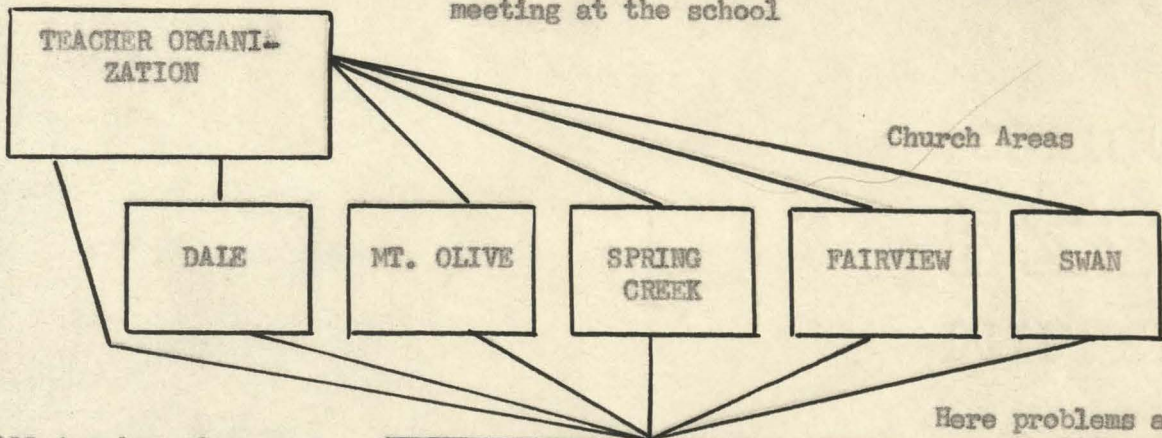 meeting at the school
TEACHER ORGANI-
ZATION
Church Areas
DALE
MT. OLIVE
SPRING
CREEK
FAIRVIEW
SWAN
Here problems a